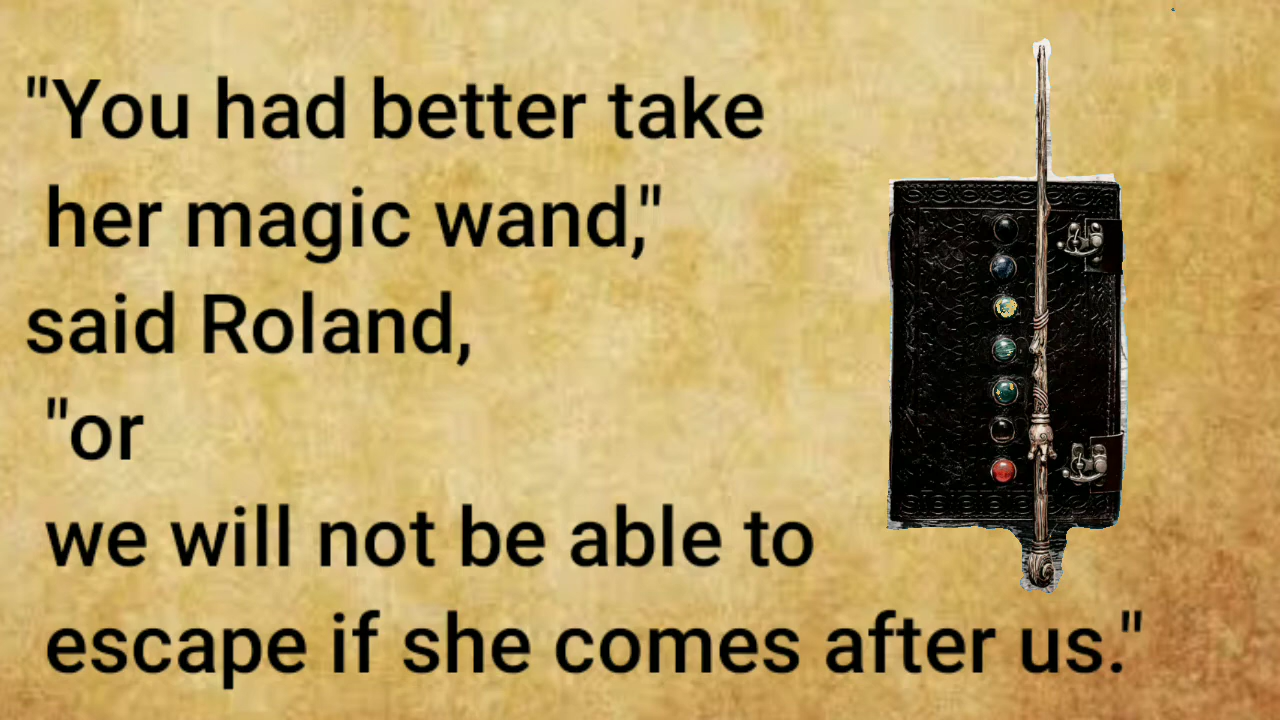 "You had better take
her magic wand,"
said Roland,
"or
we will not be able to
escape if she comes after us."